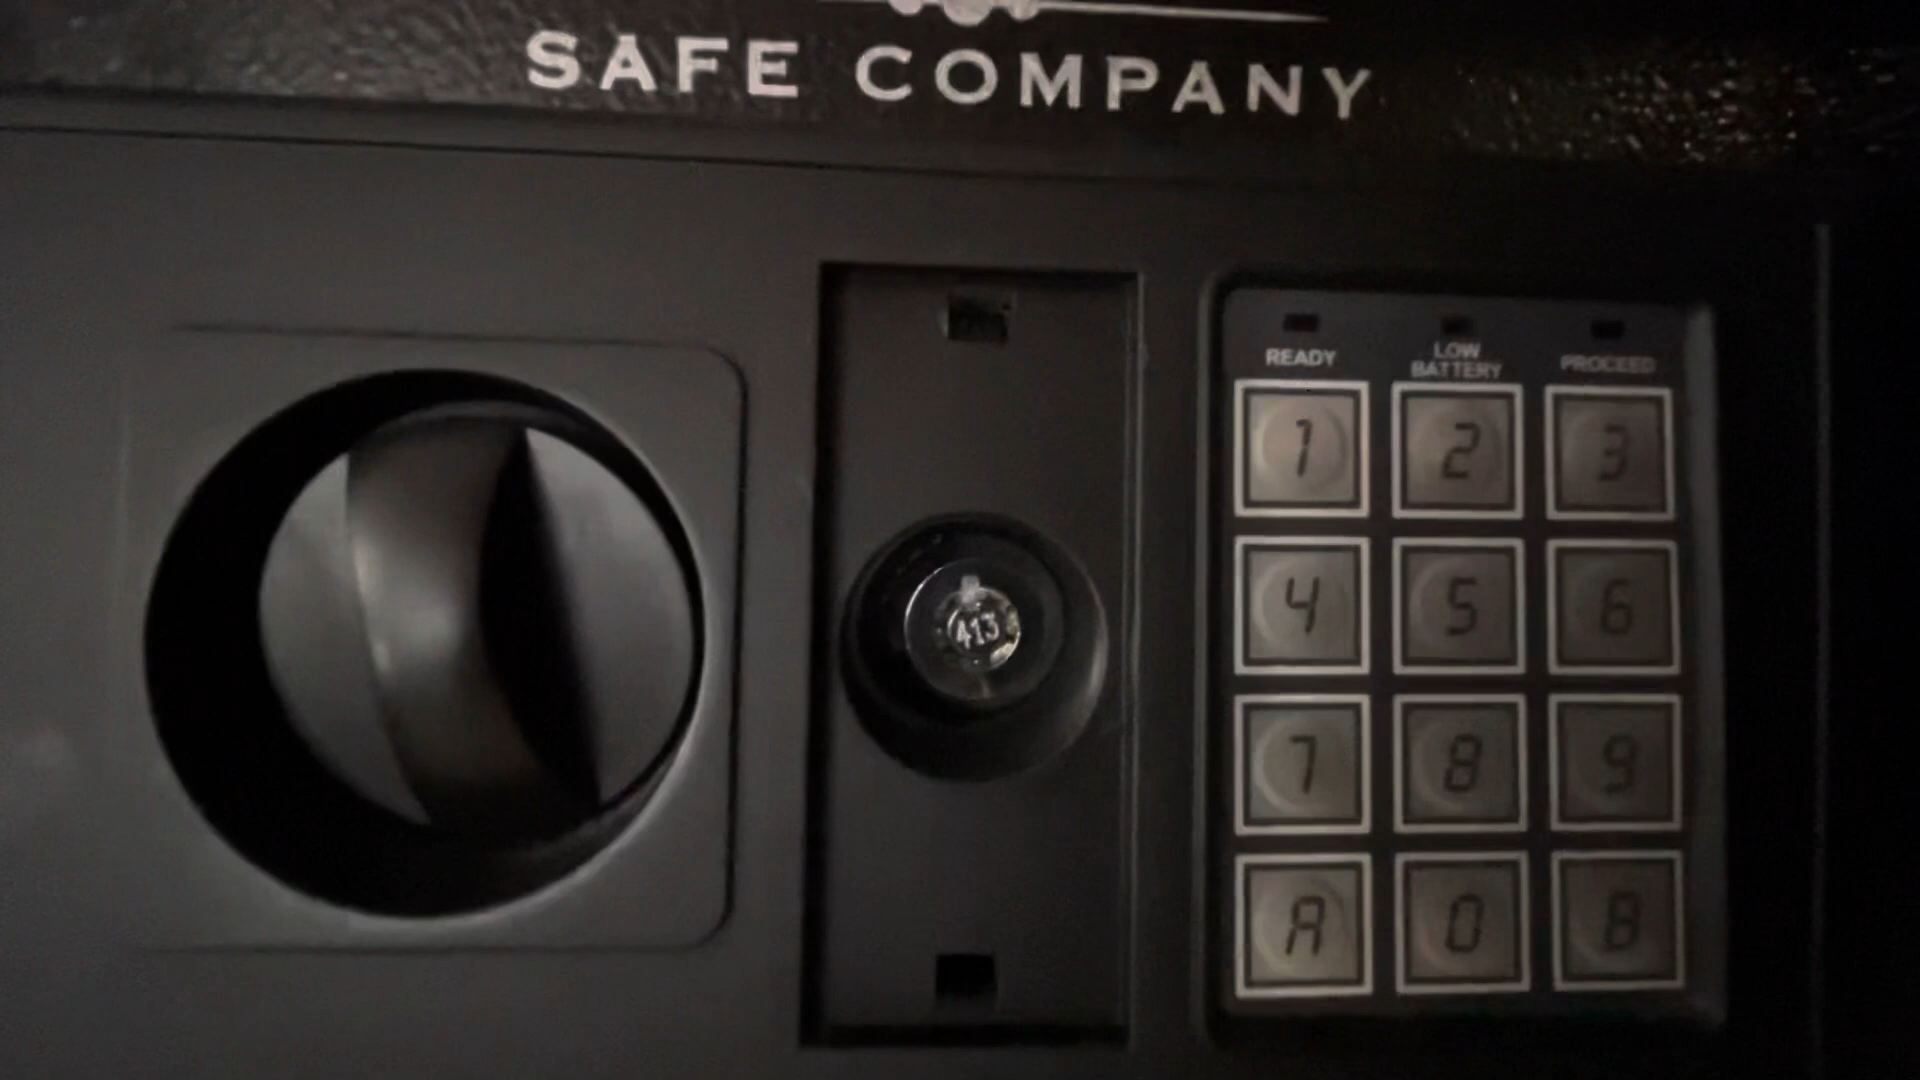 SAFE COMPANY
READY
LOW
BATTERY
PROCEED
1 2 3
413
4 5 6
7 8 9
A 0 B